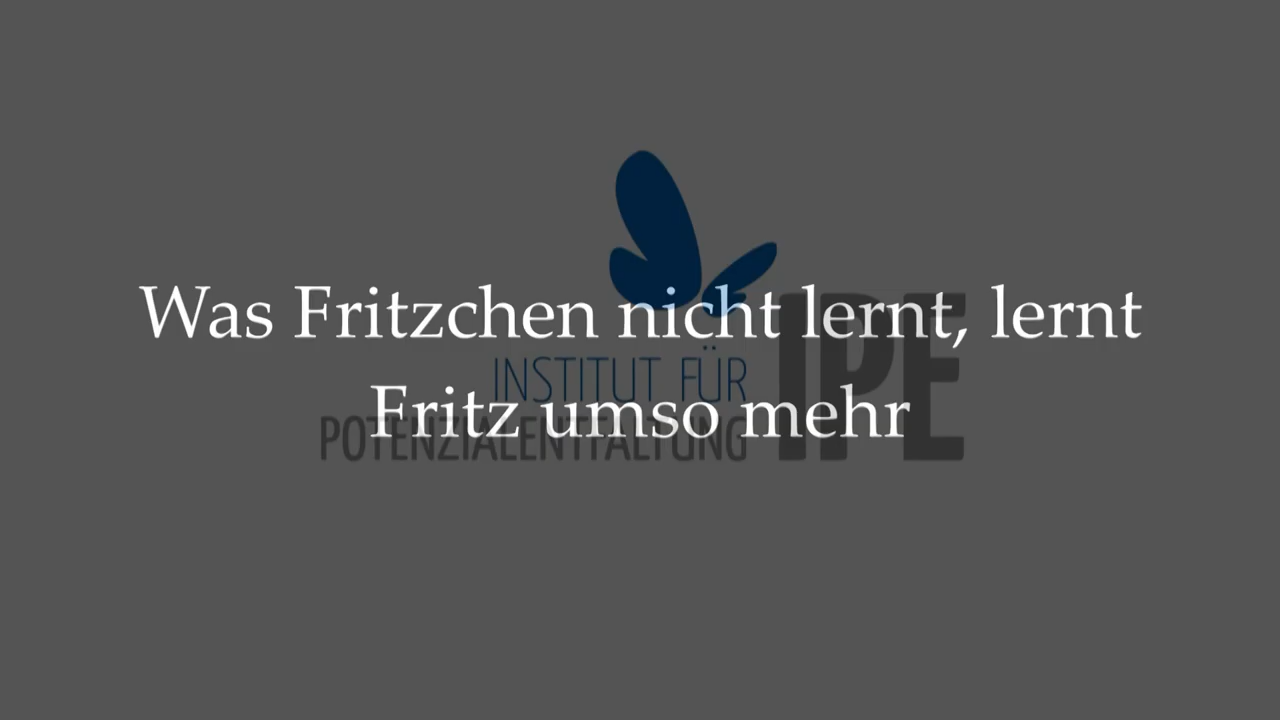 Was Fritzchen nicht lernt, lernt
Fritz umso mehr
INSTITUT FÜR
POTENZIALENTFALTUNG
IPE